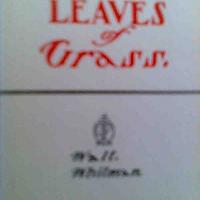 LEAVES
of
Grass.
Walt.
Whitman